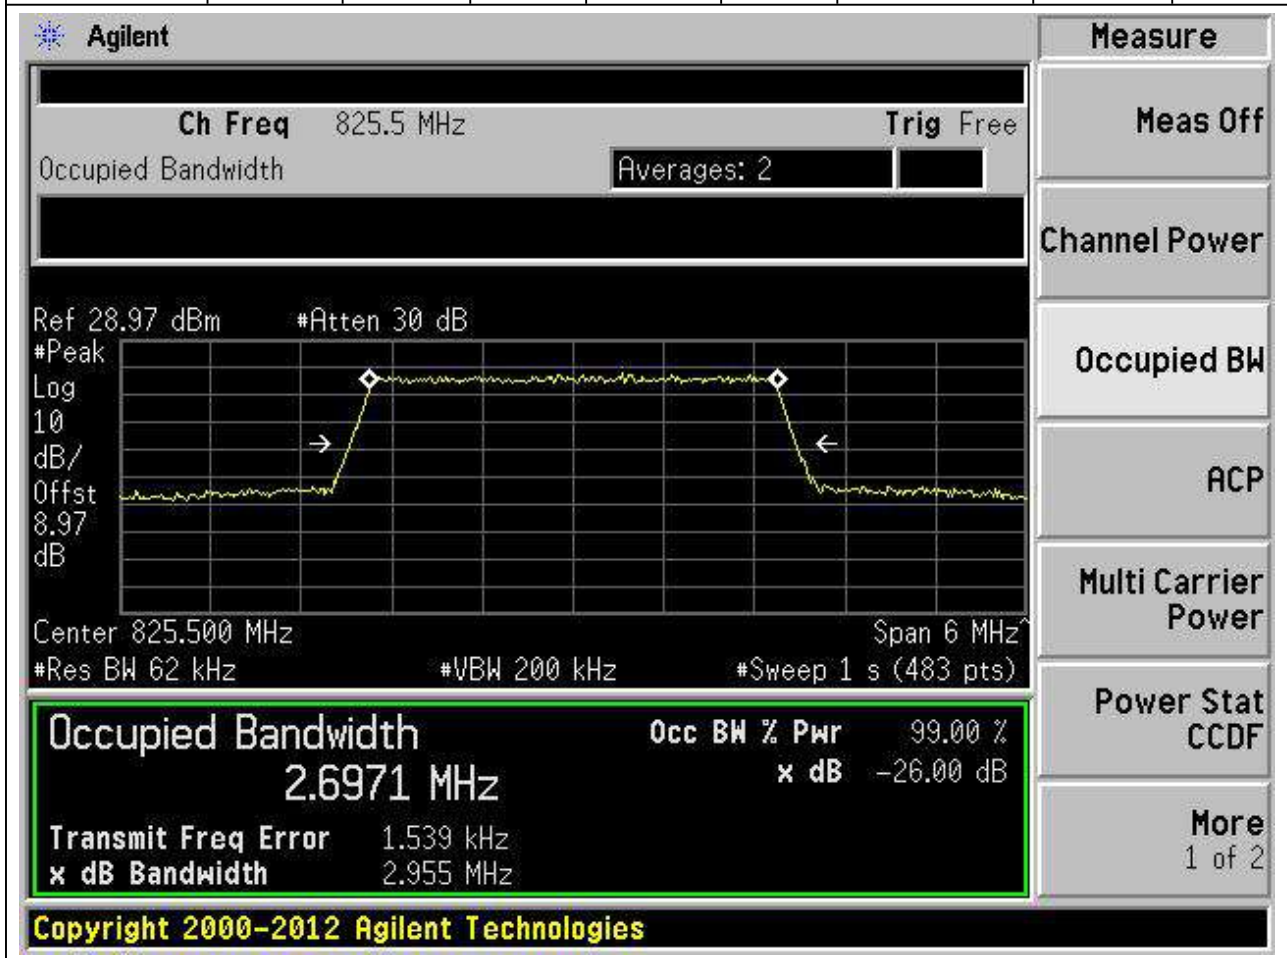 Agilent
Measure
Ch Freq 825.5 MHz Trig Free
Occupied Bandwidth Averages: 2
Meas Off
Channel Power
Occupied BW
ACP
Multi Carrier
Power
Power Stat
CCDF
More
1 of 2
Ref 28.97 dBm #Atten 30 dB
#Peak
Log
10
dB/
Offst
8.97
dB
Center 825.500 MHz Span 6 MHz^
#Res BW 62 kHz #VBW 200 kHz #Sweep 1 s (483 pts)
Occupied Bandwidth Occ BW % Pwr 99.00 %
2.6971 MHz x dB -26.00 dB
Transmit Freq Error 1.539 kHz
x dB Bandwidth 2.955 MHz
Copyright 2000-2012 Agilent Technologies